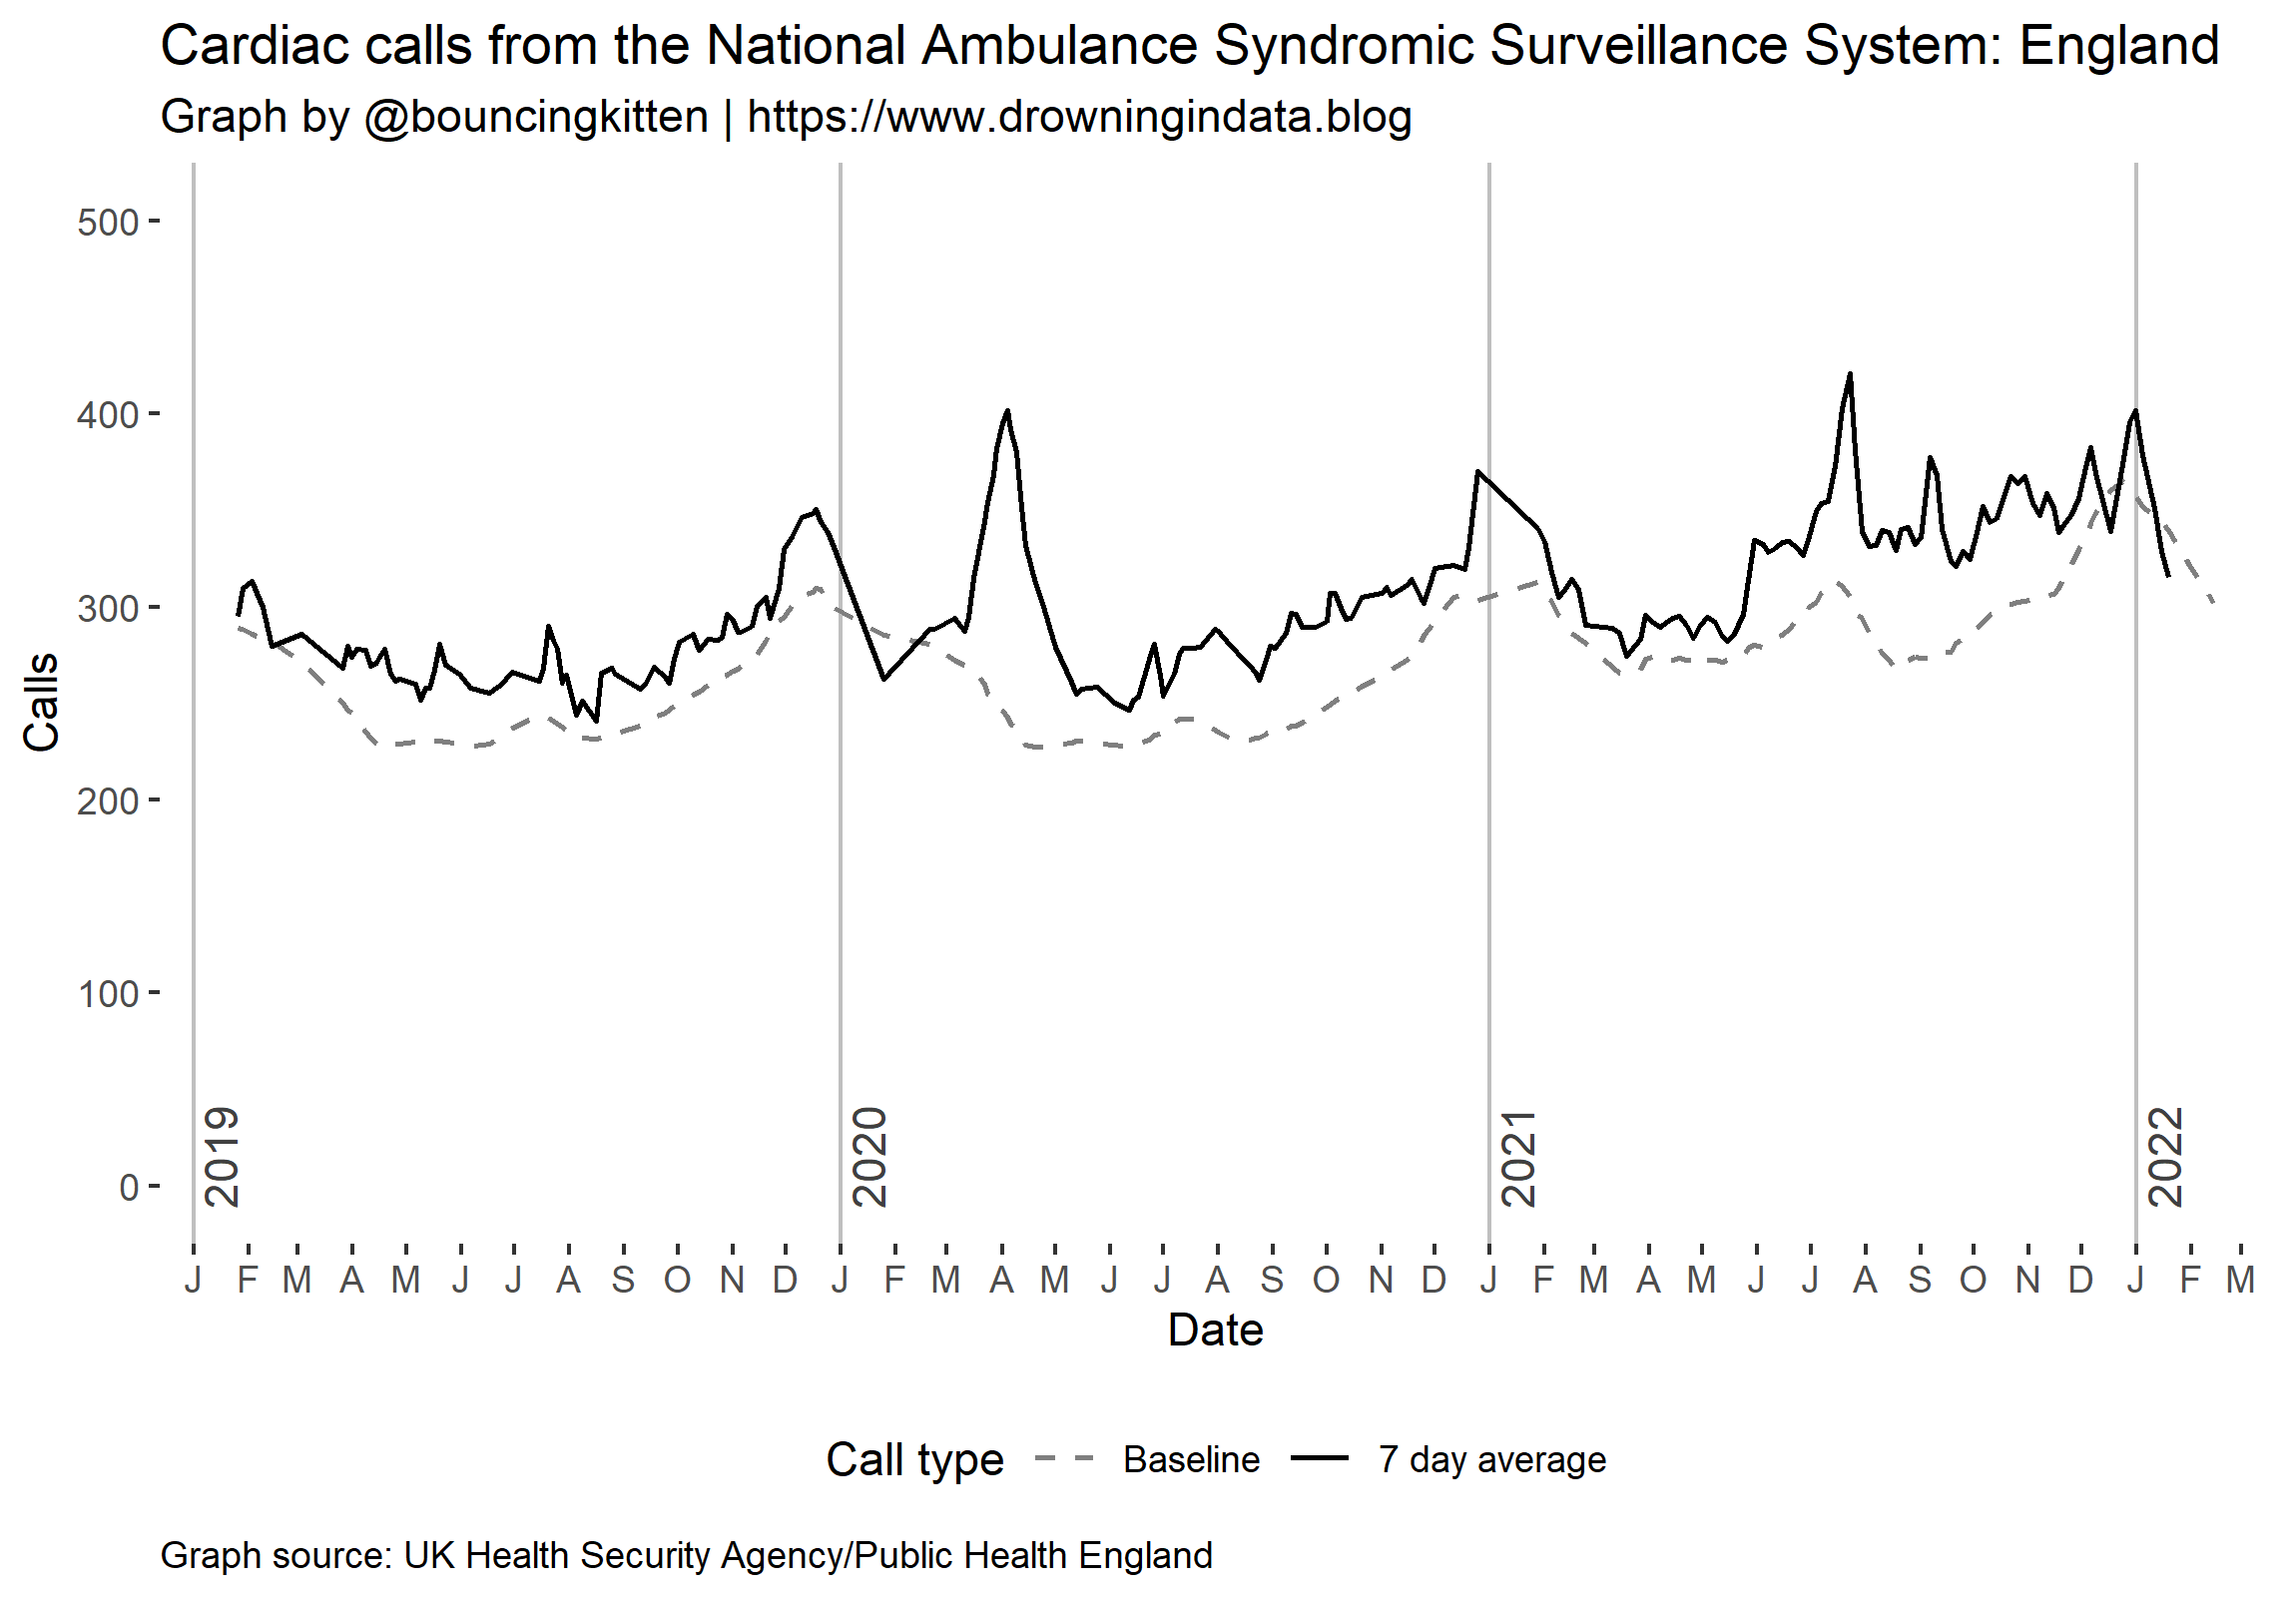 Cardiac calls from the National Ambulance Syndromic Surveillance System: England
Graph by @bouncingkitten | https://www.drowningindata.blog
500
400
300
200
100
0
Calls
2019
2020
2021
2022
J F M A M J J A S O N D J F M A M J J A S O N D J F M A M J J A S O N D J F M
Date
Call type Baseline 7 day average
Graph source: UK Health Security Agency/Public Health England